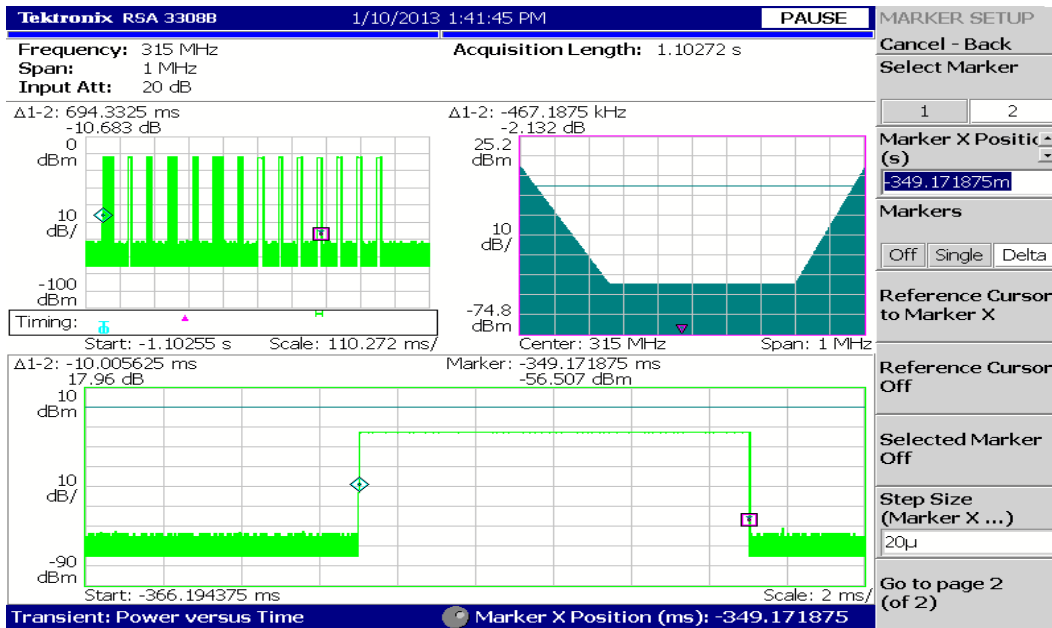 Tektronix RSA 3308B 1/10/2013 1:41:45 PM PAUSE
Frequency: 315 MHz
Span: 1 MHz
Input Att: 20 dB
Acquisition Length: 1.10272 s
Δ1-2: 694.3325 ms
-10.683 dB
0
dBm
10
dB/
-100
dBm
Timing:
Start: -1.10255 s Scale: 110.272 ms/
Δ1-2: -467.1875 kHz
-2.132 dB
25.2
dBm
10
dB/
-74.8
dBm
Center: 315 MHz Span: 1 MHz
Δ1-2: -10.005625 ms Marker: -349.171875 ms
17.96 dB -56.507 dBm
10
dBm
10
dB/
-90
dBm
Start: -366.194375 ms Scale: 2 ms/
Transient: Power versus Time Marker X Position (ms): -349.171875
MARKER SETUP
Cancel - Back
Select Marker
1 2
Marker X Positic
(s)
-349.171875m
Markers
Off Single Delta
Reference Cursor
to Marker X
Reference Cursor
Off
Selected Marker
Off
Step Size
(Marker X ...)
20µ
Go to page 2
(of 2)